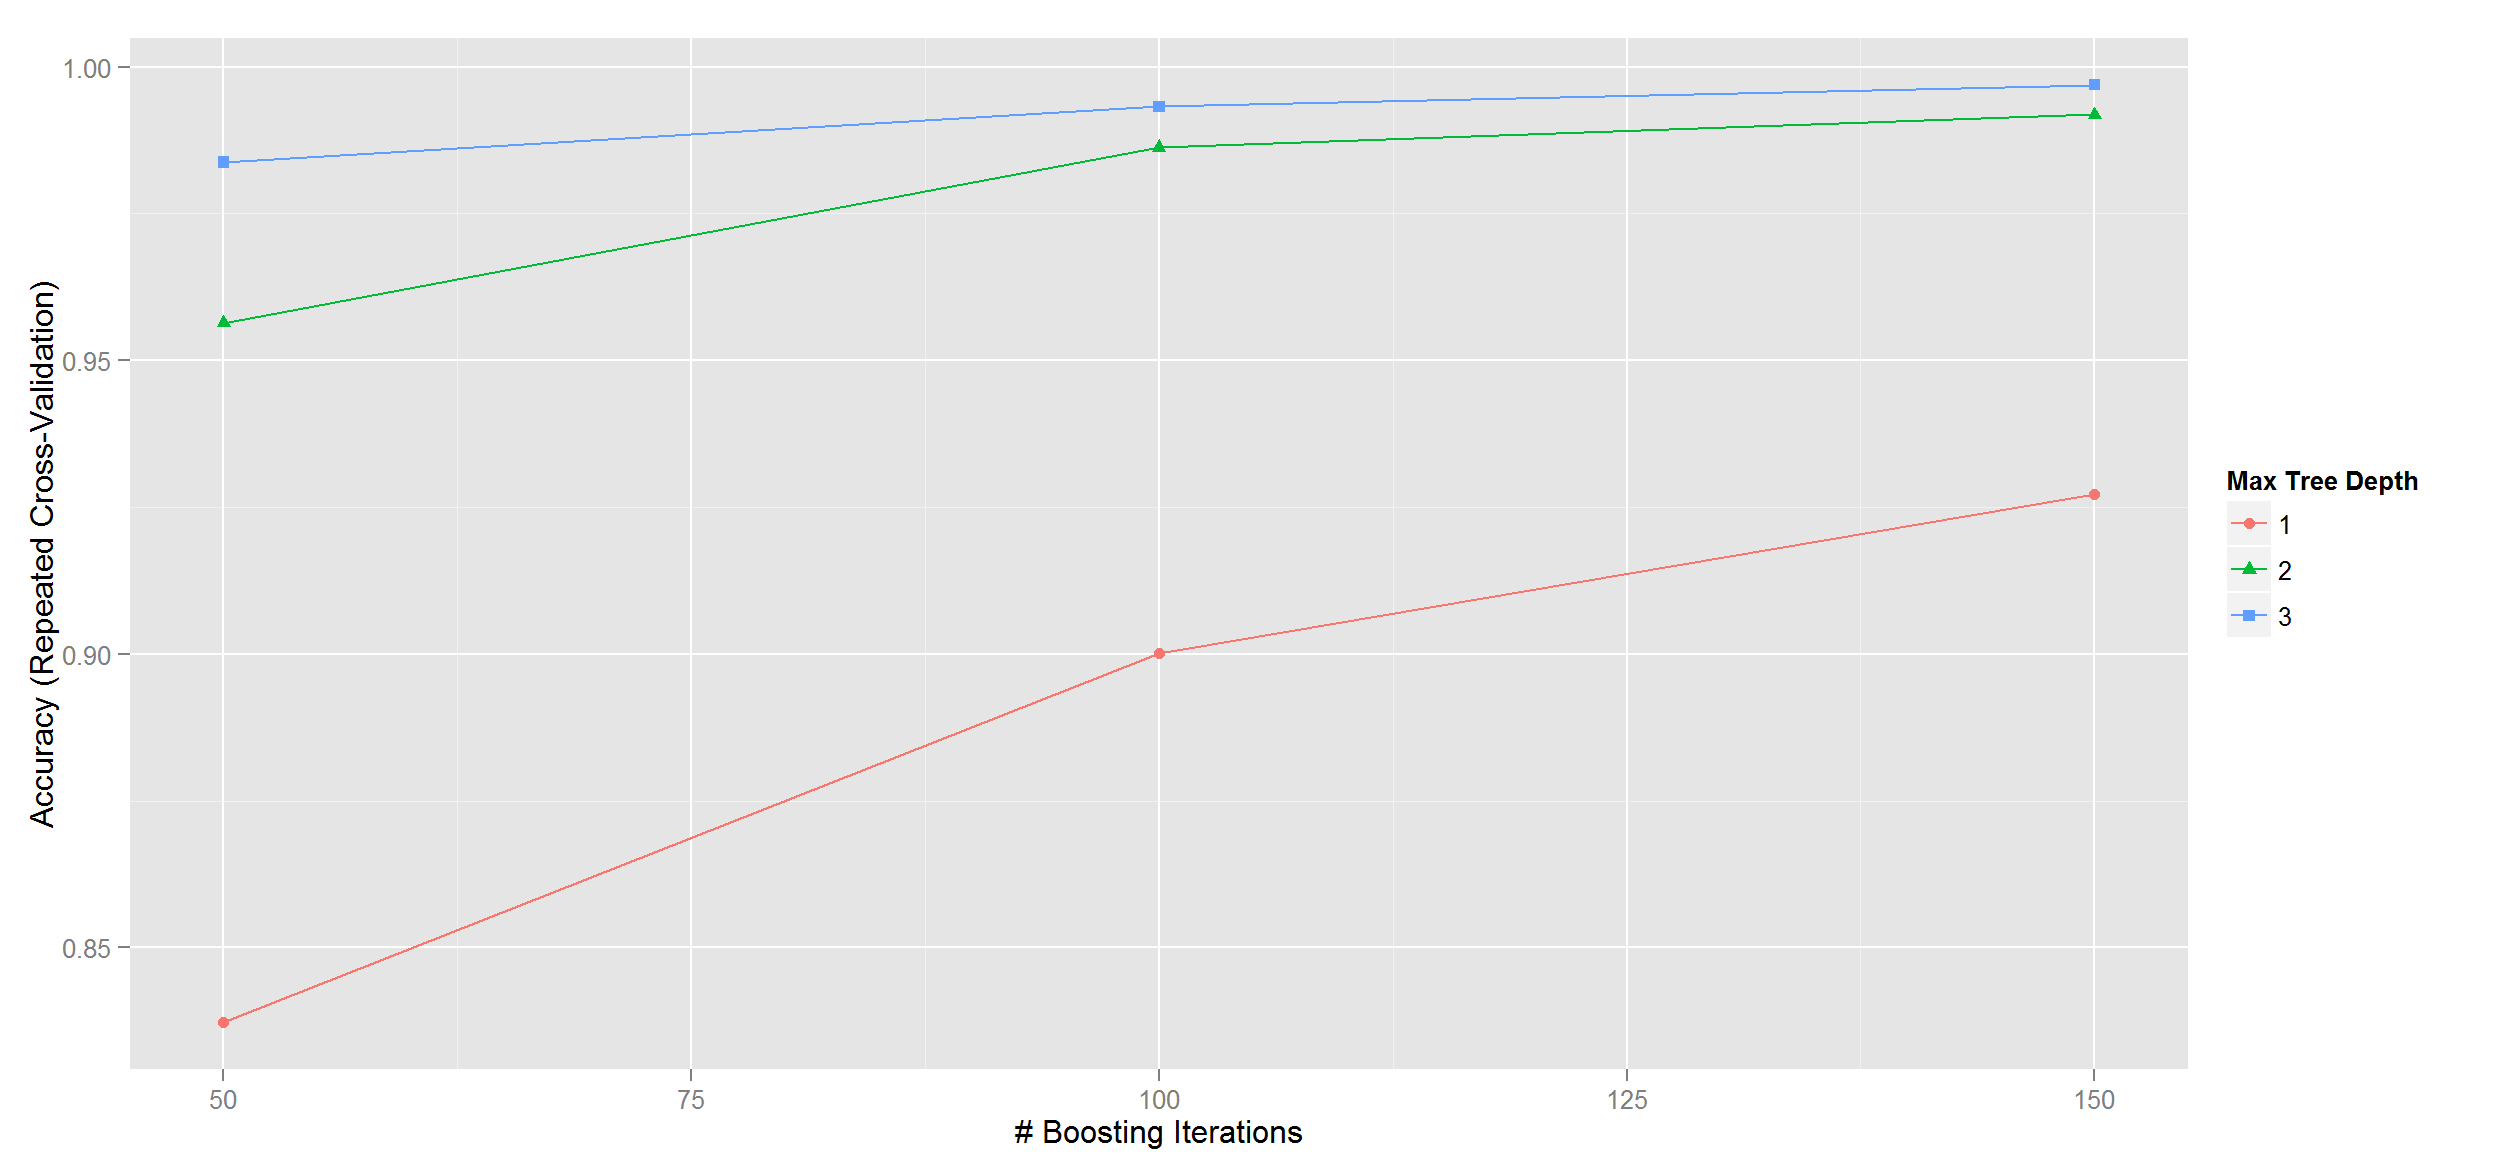 1.00
0.95
0.90
0.85
Accuracy (Repeated Cross-Validation)
50 75 100 125 150
# Boosting Iterations
Max Tree Depth
1
2
3